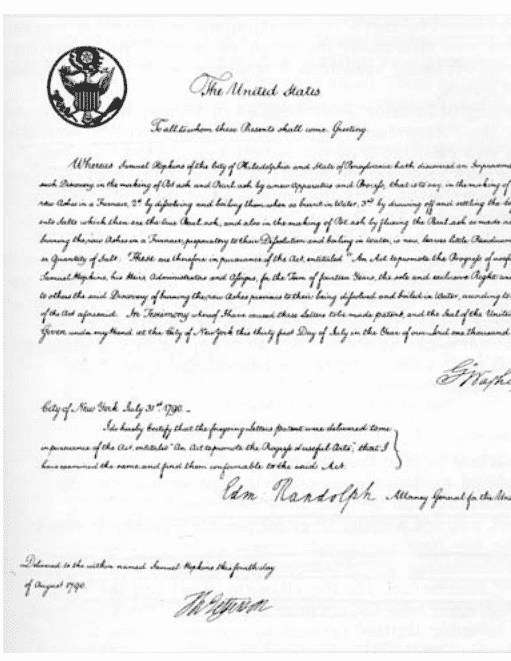 The United States
To all to whom these Presents shall come. Greeting
Whereas Samuel Hopkins of the City of Philadelphia and State of Pensylvania hath discovered an Improvement
such Discovery, in the making of Pot ash and Pearl ash by a new Apparatus and Process, that is to say, in the making of
raw Ashes in a Furnace, 2d by dissolving and boiling them when so burnt in Water, 3rd by drawing off and settling the
into Salts which then are the true Pearl ash, and also in the making of Pot ash by fluxing the Pearl ash so made as
burning the raw Ashes in a Furnace, preparatory to their Dissolution and boiling in Water, is new, leaves little Residuum
or Quantity of Salt. These are therefore in pursuance of the Act, entituled "An Act to promote the Progress of
Samuel Hopkins, his Heirs, Administrators and Assigns, for the Term of fourteen Years, the sole and exclusive Right and
to others the said Discovery of burning the raw Ashes previous to their being dissolved and boiled in Water, according to
of the Act aforesaid. In Testimony whereof I have caused these Letters to be made patent, and the Seal of the United
Given under my Hand at the City of New York this thirty first Day of July in the Year of our Lord one thousand
City of New York July 31st 1790. –
I do hereby Certify that the foregoing Letters patent were delivered to me
in pursuance of the Act, entituled "An Act to promote the Progress of useful Arts"; that I
have examined the same and find them conformable to the said Act.
Edm. Randolph Attorney General for the
Delivered to the within named Samuel Hopkins this fourth day
of August 1790.
Th Jefferson